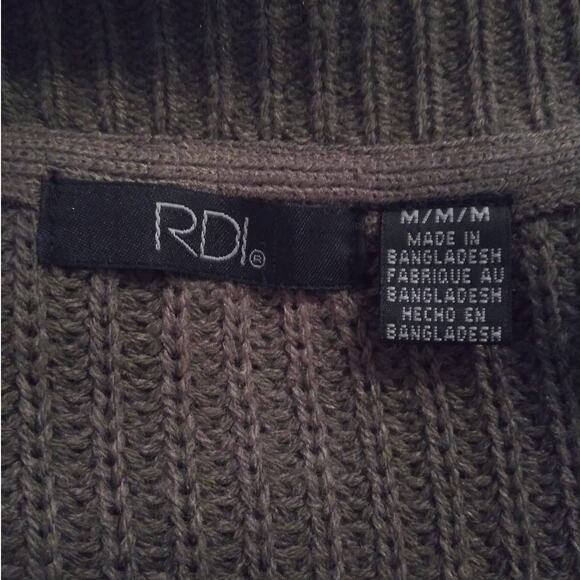 RDI®
M/M/M
MADE IN
BANGLADESH
FABRIQUE AU
BANGLADESH
HECHO EN
BANGLADESH